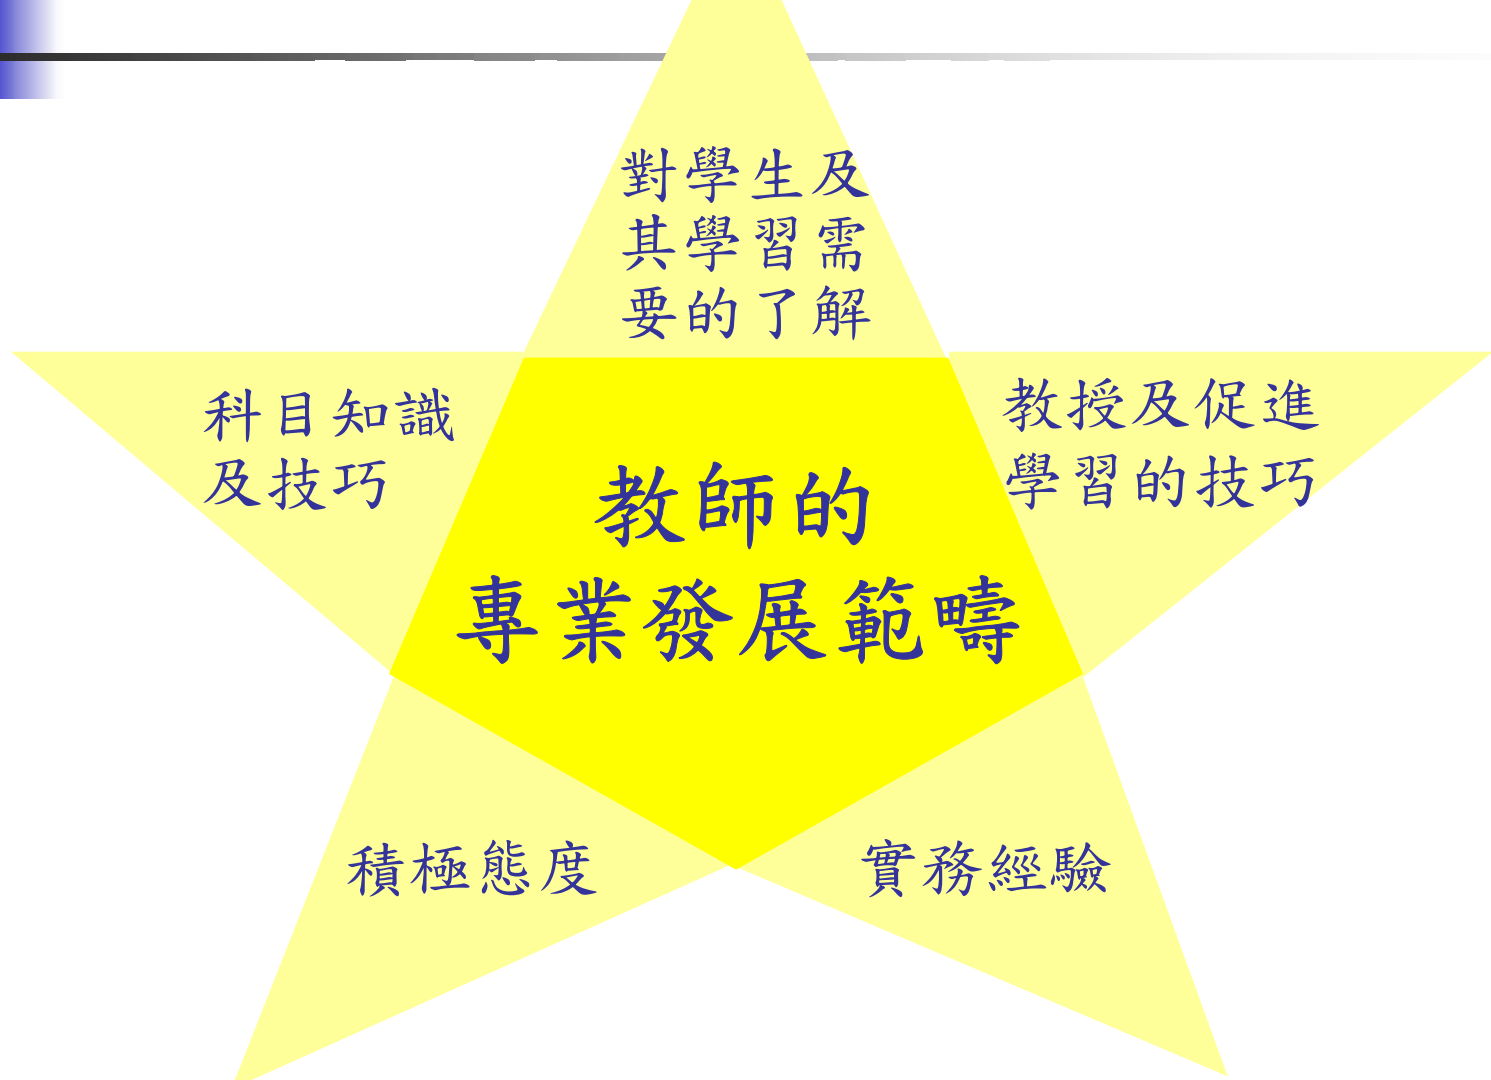 對學生及
其學習需
要的了解
科目知識
及技巧
教授及促進
學習的技巧
教師的
專業發展範疇
積極態度
實務經驗